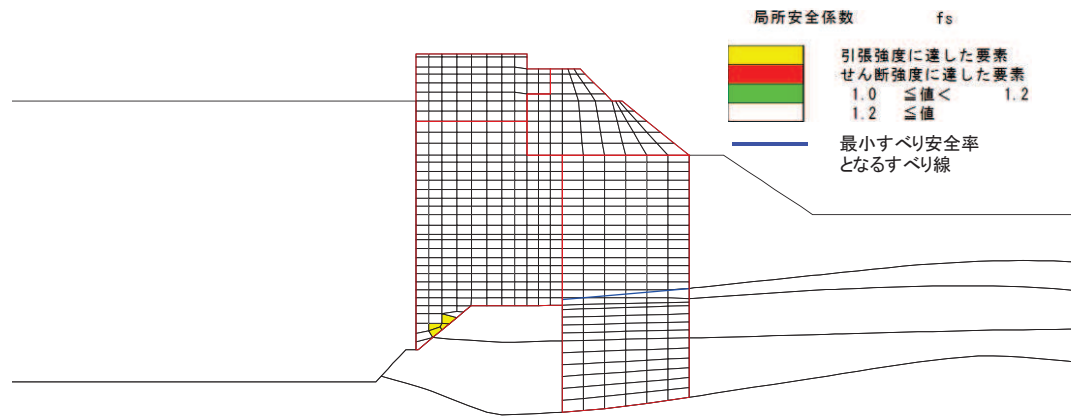 局所安全係数 fs
引張強度に達した要素
せん断強度に達した要素
1.0 ≦値< 1.2
1.2 ≦値
最小すべり安全率
となるすべり線